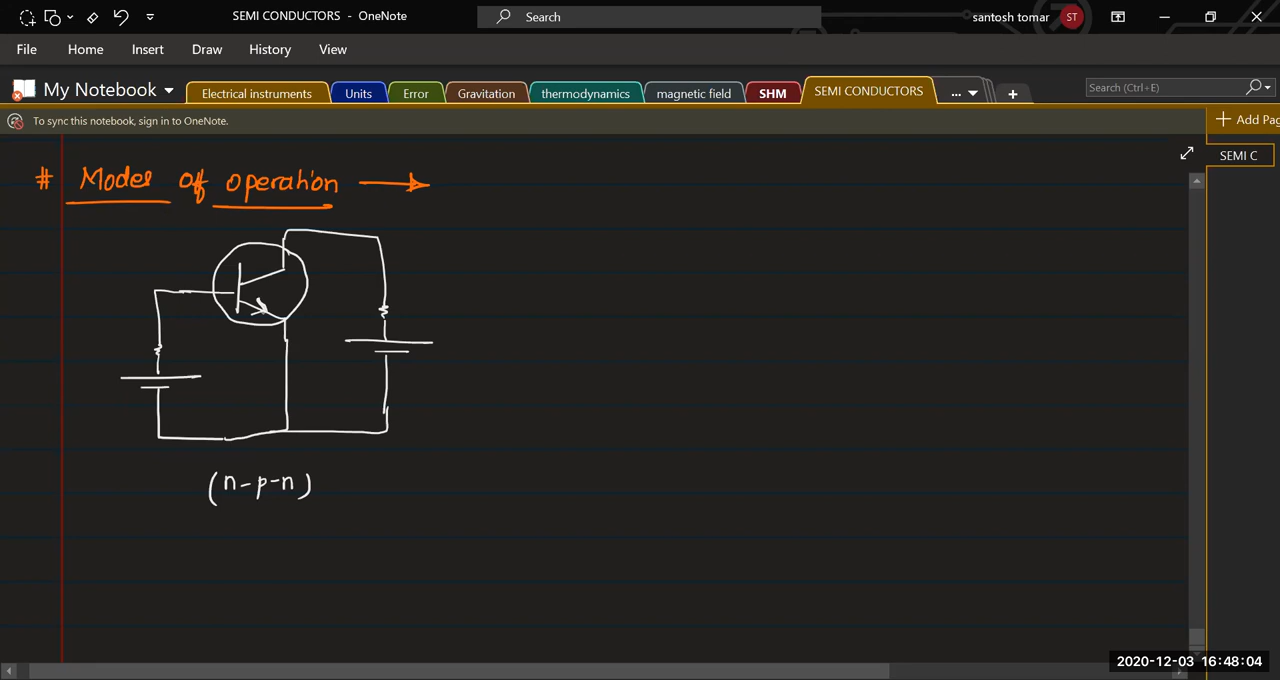 SEMI CONDUCTORS - OneNote
Search
santosh tomar
ST
File
Home
Insert
Draw
History
View
My Notebook
Electrical instruments
Units
Error
Gravitation
thermodynamics
magnetic field
SHM
SEMI CONDUCTORS
...
Search (Ctrl+E)
To sync this notebook, sign in to OneNote.
Add Pag
SEMI C
# Modes of operation →
(n-p-n)
2020-12-03 16:48:04